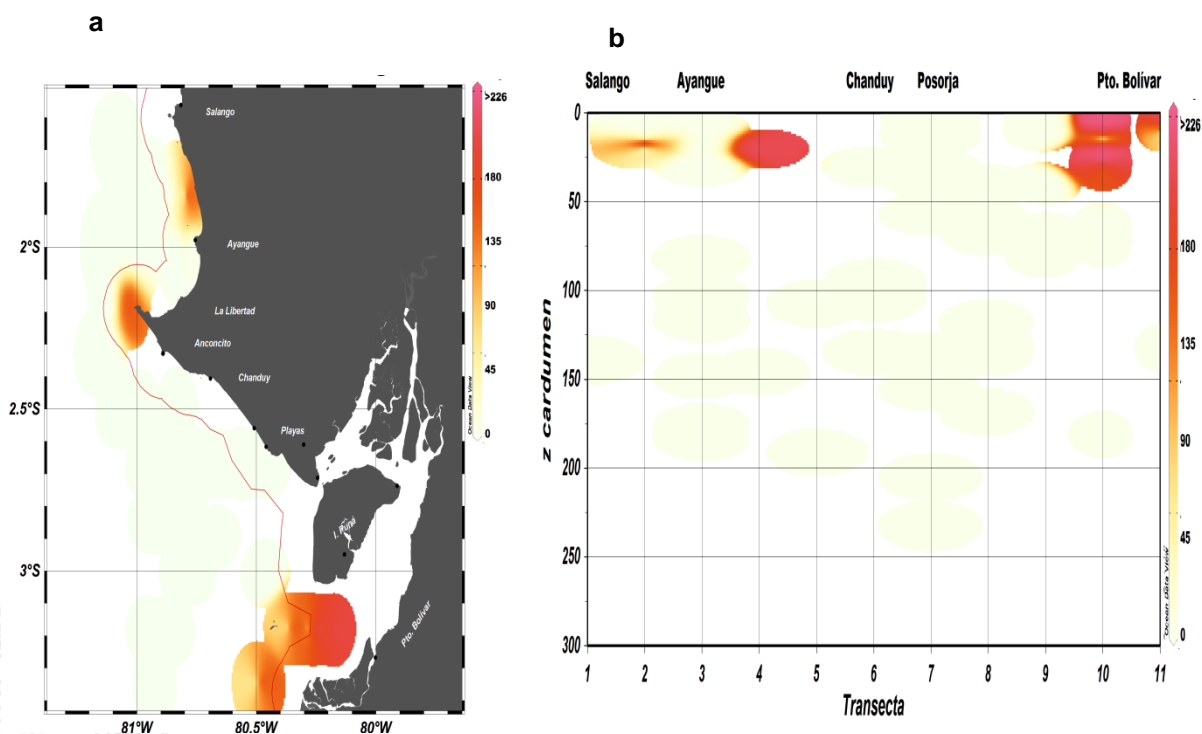 a
b
Salango
Ayangue
La Libertad
Anconcito
Chanduy
Playas
I. Puná
Pto. Bolívar
2°S
2.5°S
3°S
81°W
80.5°W
80°W
>226
180
135
90
45
0
Ocean Data View
Salango Ayangue Chanduy Posorja Pto. Bolívar
0
50
100
150
200
250
300
z cardumen
1 2 3 4 5 6 7 8 9 10 11
Transecta
>226
180
135
90
45
0
Ocean Data View